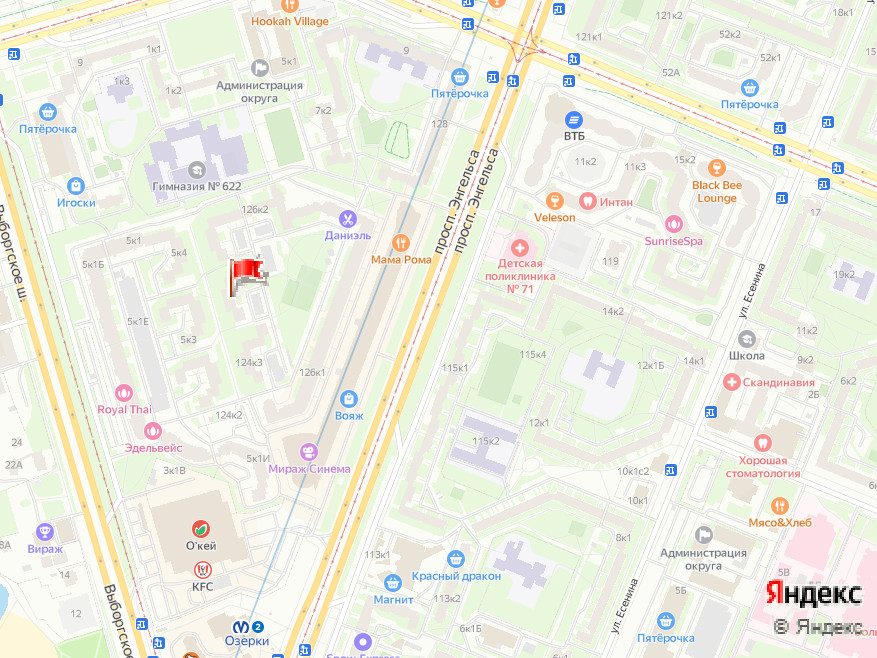 Hookah Village
18к1
121к1
121к2
52к2
1к1
9
5к1
52к1
9
1к3
Администрация
округа
52А
1к2
Пятёрочка
Пятёрочка
7к2
128
Пятёрочка
ВТБ
Гимназия № 622
11к2
11к3
15к2
Игоски
Black Bee
Lounge
просп. Энгельса
просп. Энгельса
126к2
Veleson
Интан
17
Выборгское ш.
Даниэль
5к1
SunriseSpa
5к4
Мама Рома
5к1Б
Детская
поликлиника
№ 71
119
19к2
ул. Есенина
14к2
5к1Е
11к2
5к3
Школа
124к3
115к4
14к1
9к2
126к1
115к1
12к1Б
6к2
Скандинавия
2Б
Royal Thai
Вояж
124к2
12к1
24
Эдельвейс
115к2
Хорошая
стоматология
22А
3к1В
5к1И
Мираж Синема
10к1с2
10к1
Мясо&Хлеб
О'кей
Вираж
8к1
113к1
Администрация
округа
KFC
Красный дракон
14
5В
Яндекс
Магнит
113к2
5Б
© Яндекс
12
Выборгское
ул. Есенина
2
Озерки
6к1Б
Пятёрочка